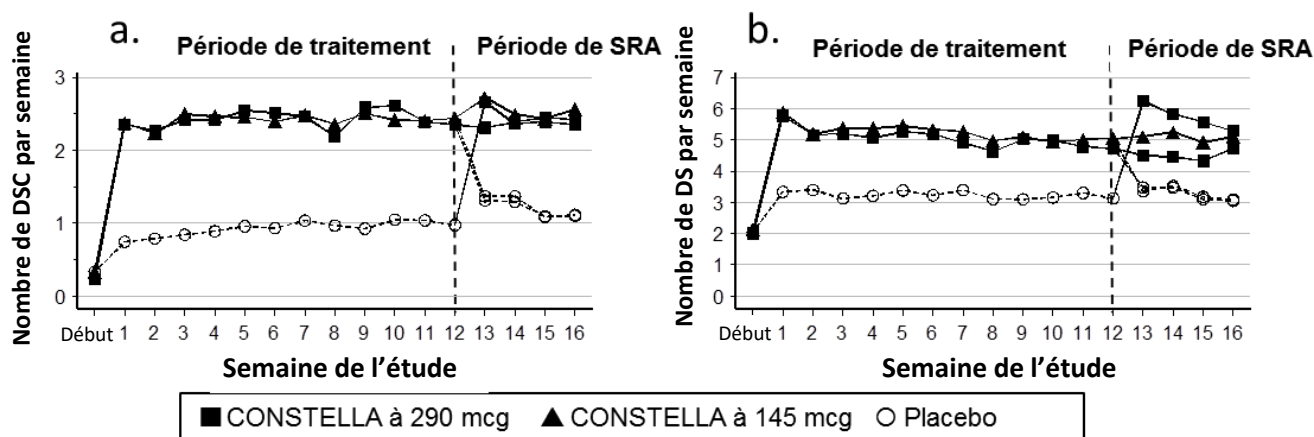 a.
Période de traitement
Période de SRA
Nombre de DSC par semaine
3
2
1
0
Début 1 2 3 4 5 6 7 8 9 10 11 12 13 14 15 16
Semaine de l’étude
b.
Période de traitement
Période de SRA
Nombre de DS par semaine
7
6
5
4
3
2
1
0
Début 1 2 3 4 5 6 7 8 9 10 11 12 13 14 15 16
Semaine de l’étude
CONSTELLA à 290 mcg CONSTELLA à 145 mcg Placebo